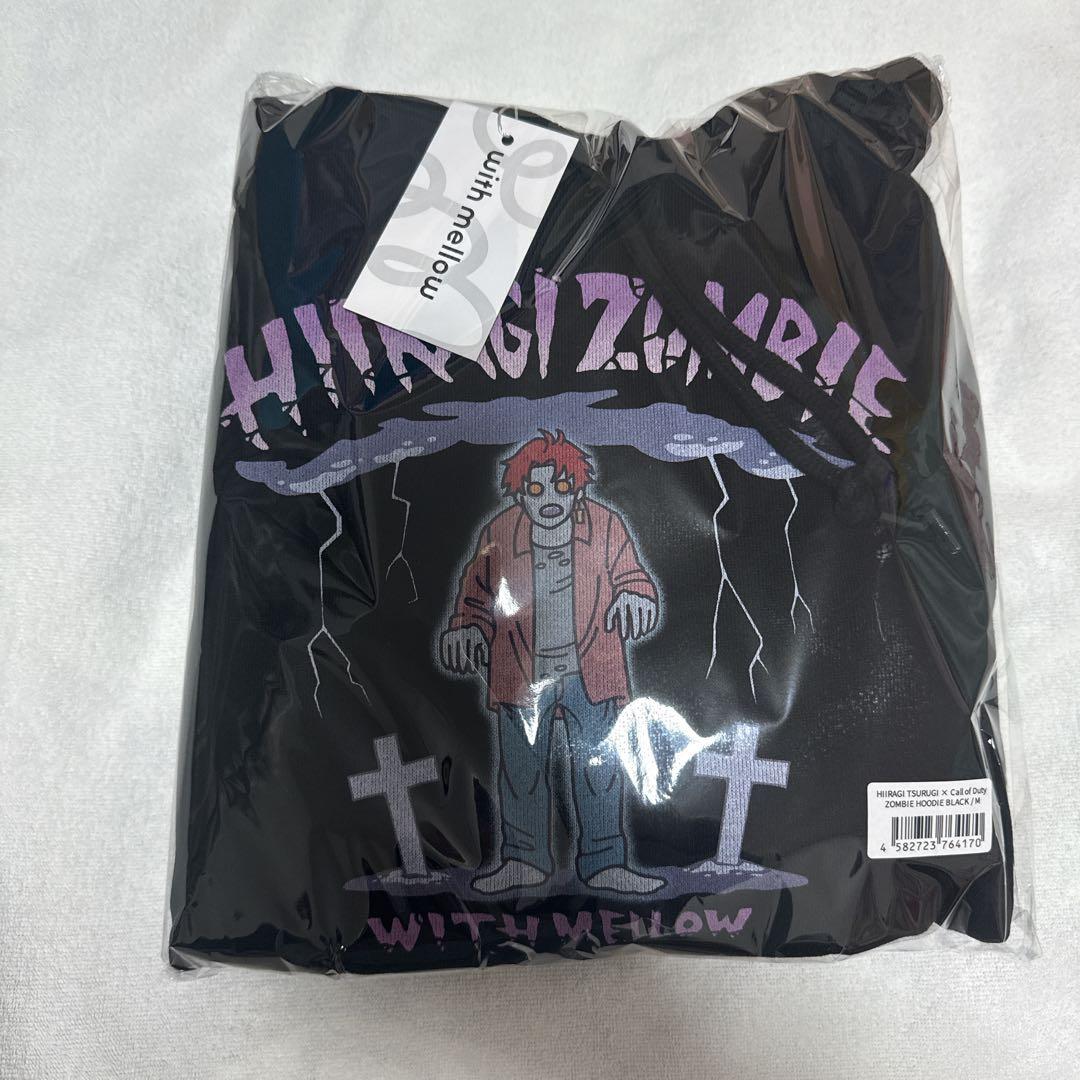 with mellow
HIIRAGI ZOMBIE
WITH MELLOW
HIIRAGI TSURUGI × Call of Duty
ZOMBIE HOODIE BLACK / M
4 582723 764170